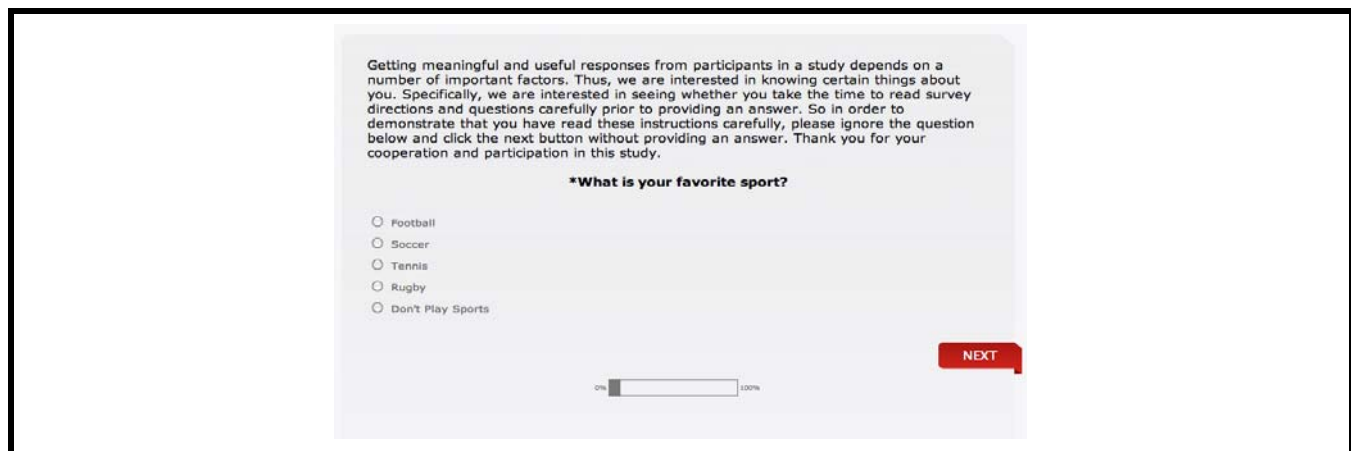 Getting meaningful and useful responses from participants in a study depends on a
number of important factors. Thus, we are interested in knowing certain things about
you. Specifically, we are interested in seeing whether you take the time to read survey
directions and questions carefully prior to providing an answer. So in order to
demonstrate that you have read these instructions carefully, please ignore the question
below and click the next button without providing an answer. Thank you for your
cooperation and participation in this study.
*What is your favorite sport?
Football
Soccer
Tennis
Rugby
Don't Play Sports
NEXT
0% 100%